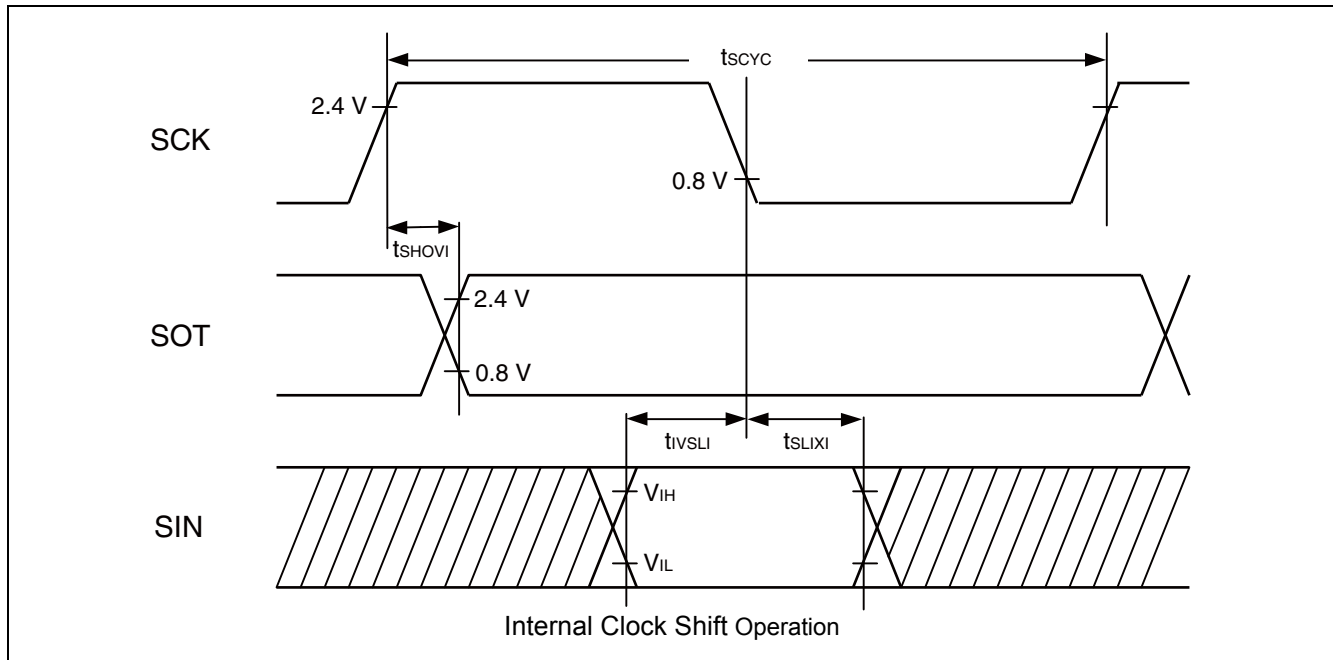 tSCYC
2.4 V
SCK
0.8 V
tSHOVI
2.4 V
SOT
0.8 V
tIVSLI
tSLIXI
VIH
SIN
VIL
Internal Clock Shift Operation